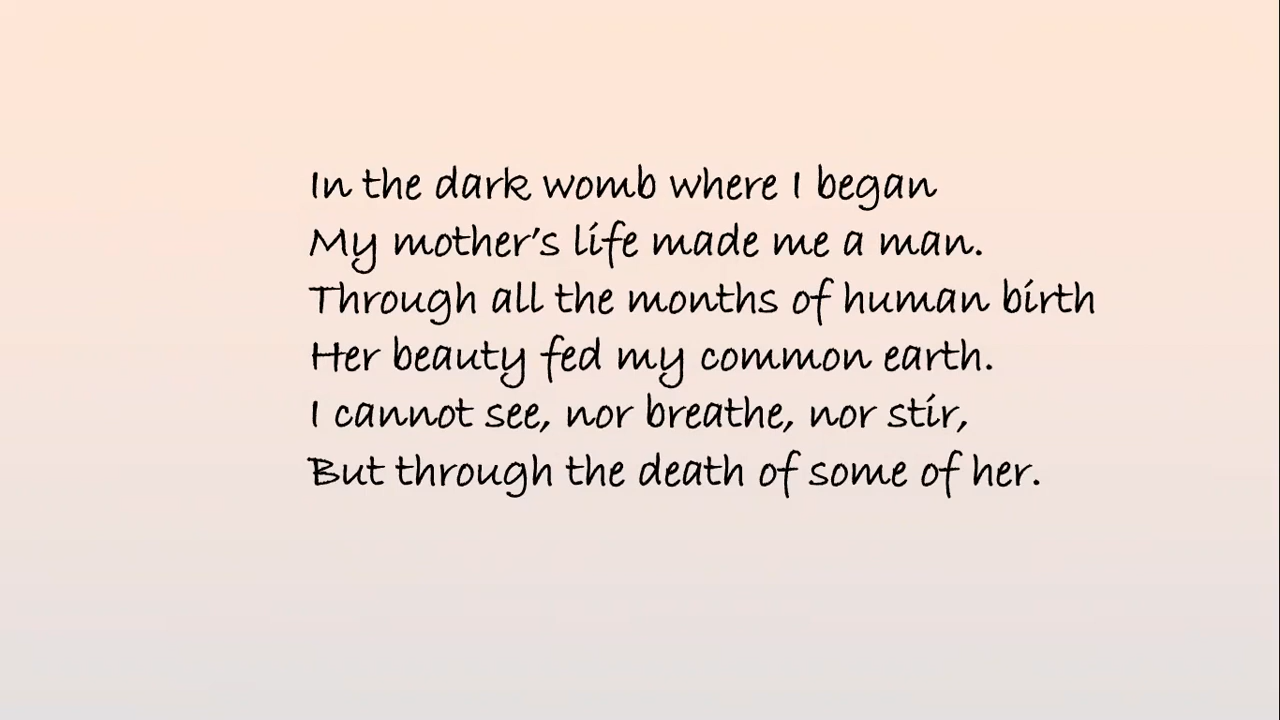 In the dark womb where I began
My mother's life made me a man.
Through all the months of human birth
Her beauty fed my common earth.
I cannot see, nor breathe, nor stir,
But through the death of some of her.